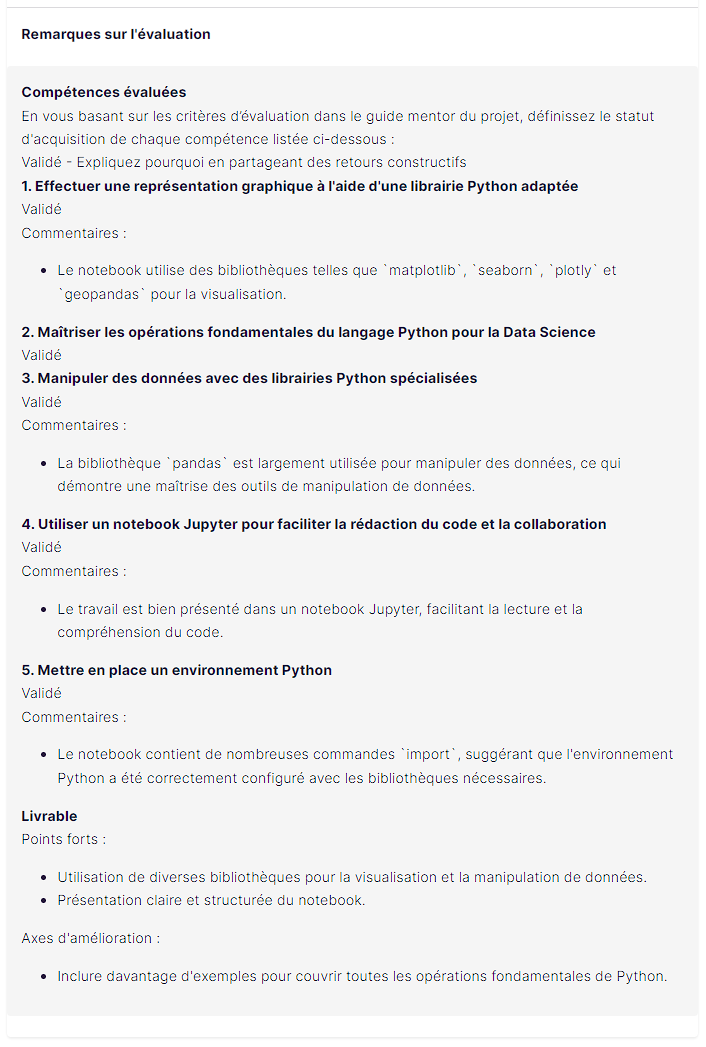 Remarques sur l'évaluation
Compétences évaluées
En vous basant sur les critères d'évaluation dans le guide mentor du projet, définissez le statut
d'acquisition de chaque compétence listée ci-dessous :
Validé - Expliquez pourquoi en partageant des retours constructifs
1. Effectuer une représentation graphique à l'aide d'une librairie Python adaptée
Validé
Commentaires :
• Le notebook utilise des bibliothèques telles que `matplotlib`, `seaborn`, `plotly` et
`geopandas` pour la visualisation.
2. Maîtriser les opérations fondamentales du langage Python pour la Data Science
Validé
3. Manipuler des données avec des librairies Python spécialisées
Validé
Commentaires :
• La bibliothèque `pandas` est largement utilisée pour manipuler des données, ce qui
démontre une maîtrise des outils de manipulation de données.
4. Utiliser un notebook Jupyter pour faciliter la rédaction du code et la collaboration
Validé
Commentaires :
• Le travail est bien présenté dans un notebook Jupyter, facilitant la lecture et la
compréhension du code.
5. Mettre en place un environnement Python
Validé
Commentaires :
• Le notebook contient de nombreuses commandes `import`, suggérant que l'environnement
Python a été correctement configuré avec les bibliothèques nécessaires.
Livrable
Points forts :
• Utilisation de diverses bibliothèques pour la visualisation et la manipulation de données.
• Présentation claire et structurée du notebook.
Axes d'amélioration :
• Inclure davantage d'exemples pour couvrir toutes les opérations fondamentales de Python.